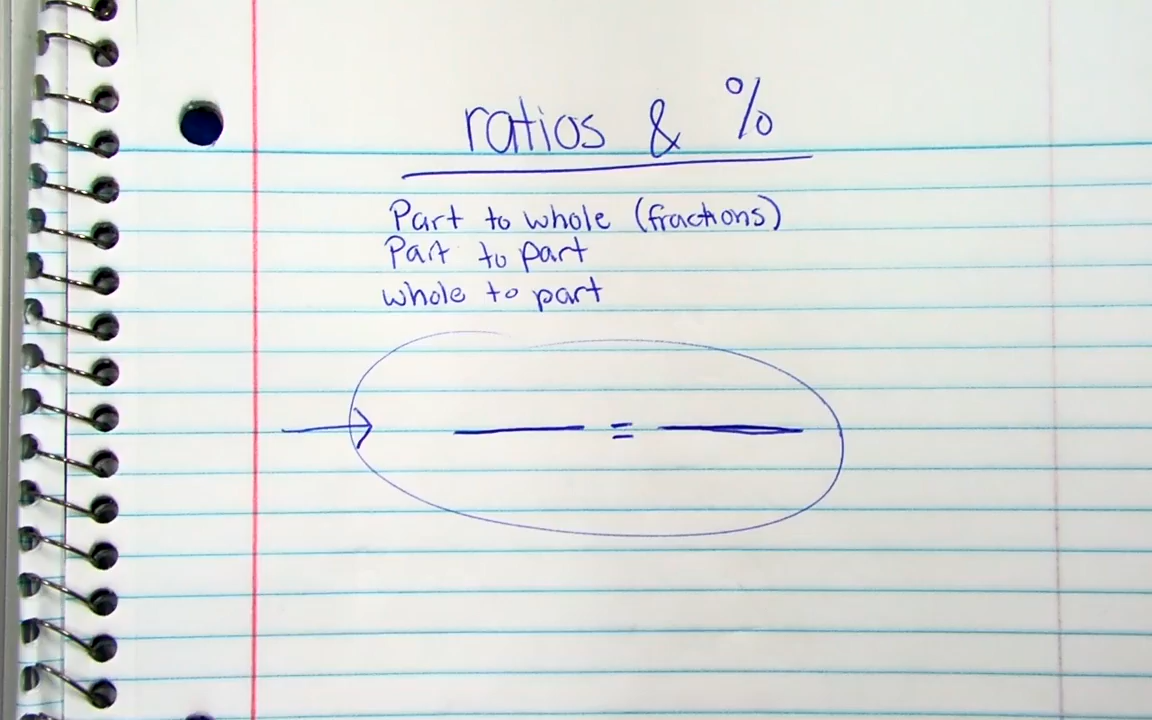 ratios & %
Part to whole (fractions)
Part to part
whole to part
=